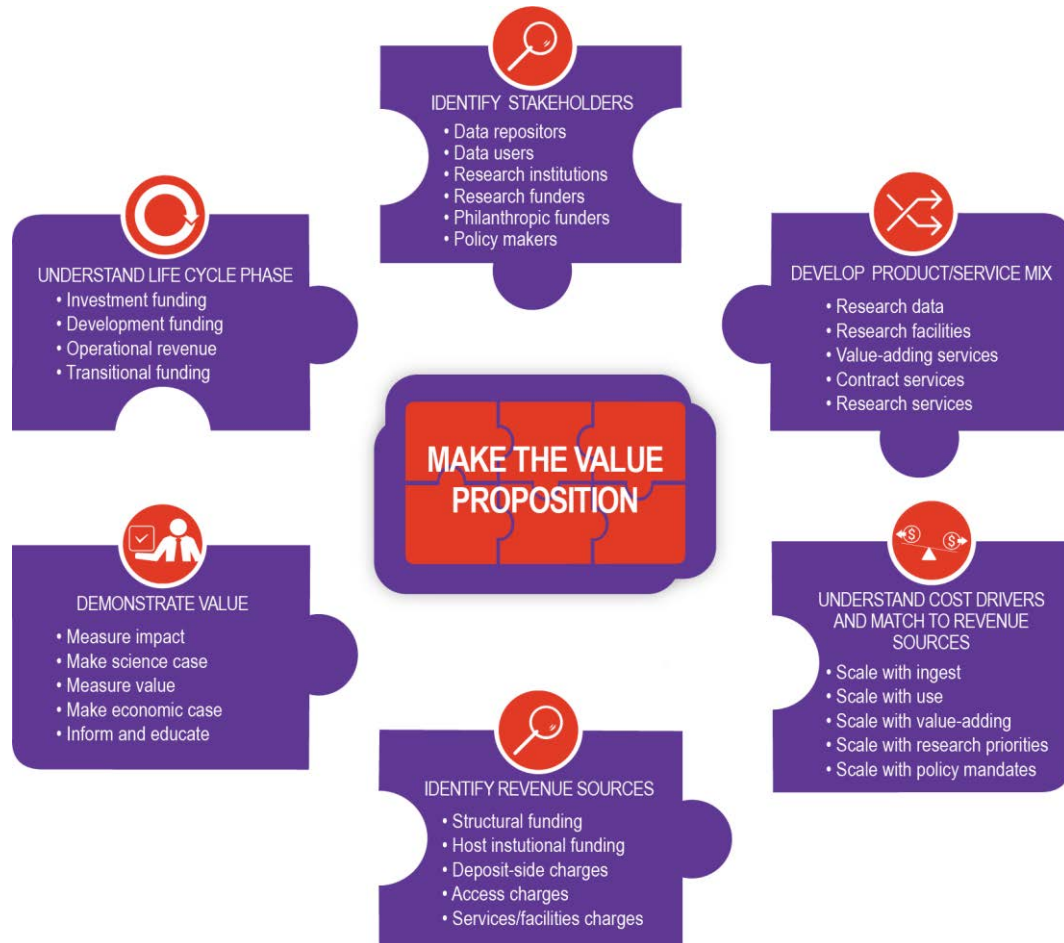 IDENTIFY STAKEHOLDERS
• Data repositors
• Data users
• Research institutions
• Research funders
• Philanthropic funders
• Policy makers
UNDERSTAND LIFE CYCLE PHASE
• Investment funding
• Development funding
• Operational revenue
• Transitional funding
DEVELOP PRODUCT/SERVICE MIX
• Research data
• Research facilities
• Value-adding services
• Contract services
• Research services
MAKE THE VALUE
PROPOSITION
DEMONSTRATE VALUE
• Measure impact
• Make science case
• Measure value
• Make economic case
• Inform and educate
$ $
UNDERSTAND COST DRIVERS
AND MATCH TO REVENUE
SOURCES
• Scale with ingest
• Scale with use
• Scale with value-adding
• Scale with research priorities
• Scale with policy mandates
IDENTIFY REVENUE SOURCES
• Structural funding
• Host instutional funding
• Deposit-side charges
• Access charges
• Services/facilities charges